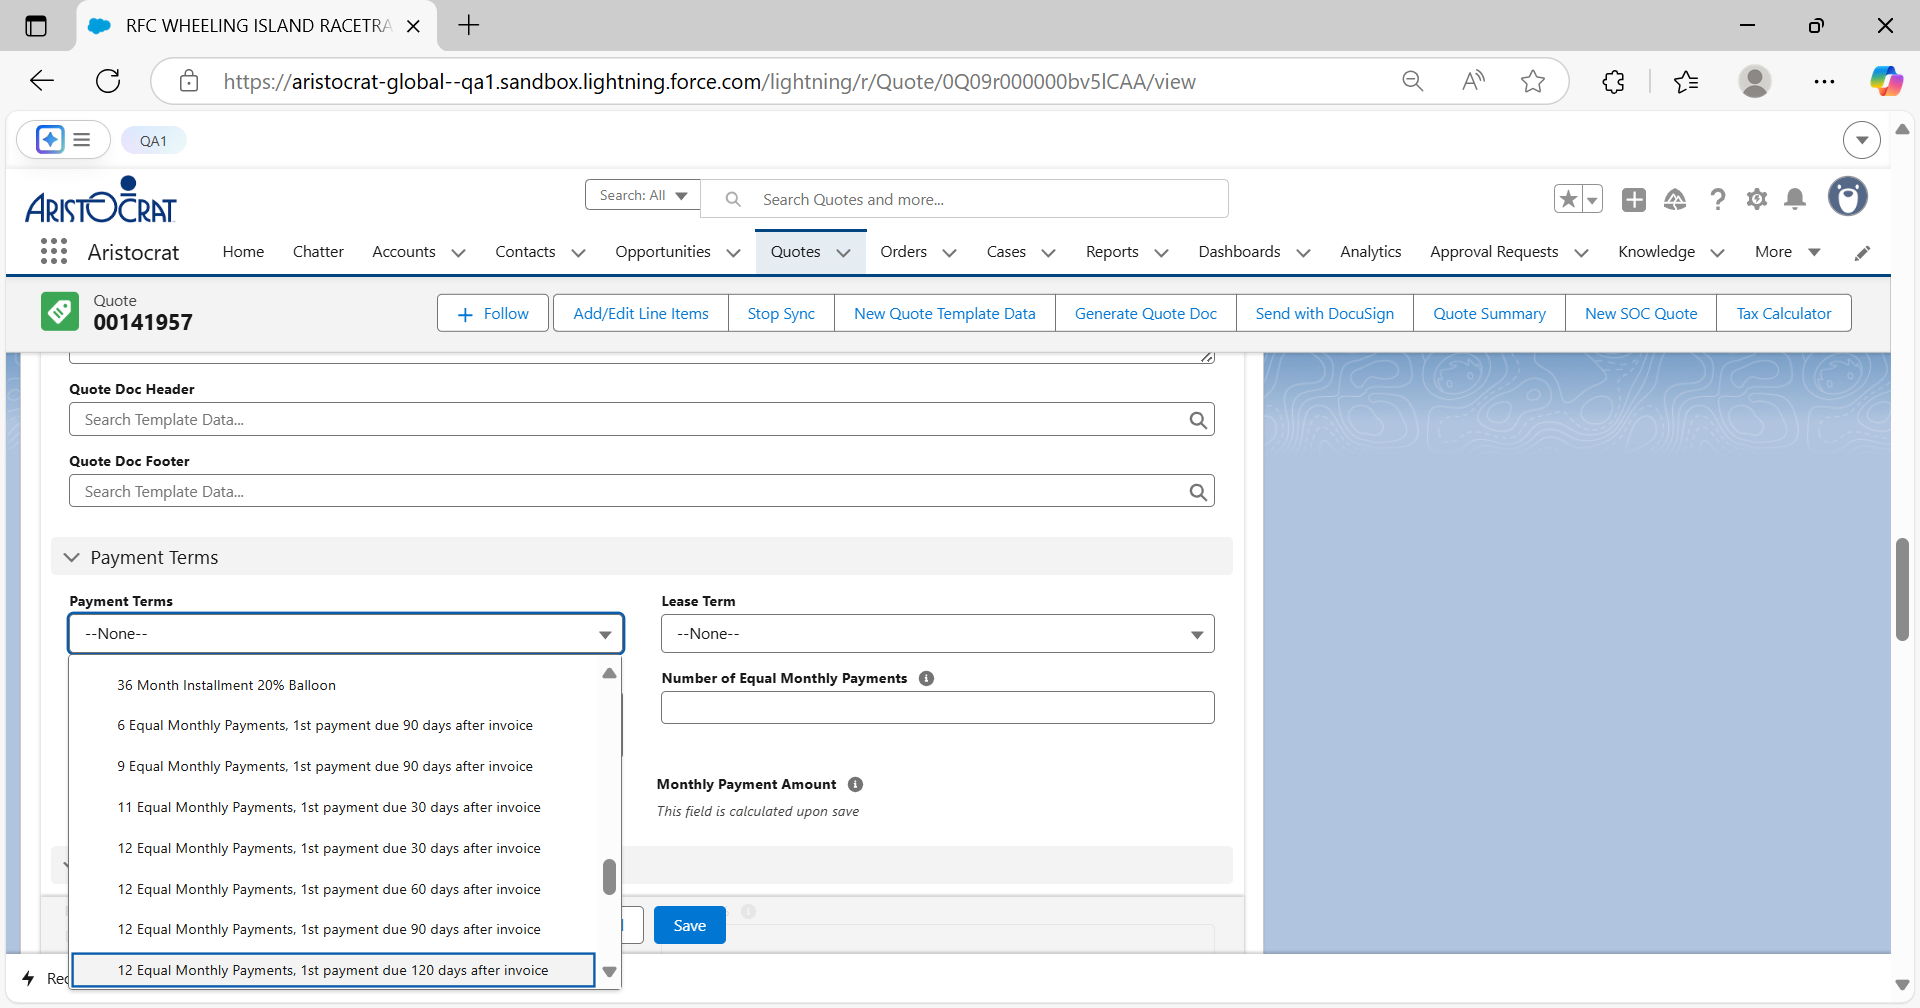 RFC WHEELING ISLAND RACETRA
https://aristocrat-global--qa1.sandbox.lightning.force.com/lightning/r/Quote/0Q09r000000bv5lCAA/view
QA1
ARISTOCRAT
Search: All
Search Quotes and more...
Aristocrat
Home
Chatter
Accounts
Contacts
Opportunities
Quotes
Orders
Cases
Reports
Dashboards
Analytics
Approval Requests
Knowledge
More
Quote
00141957
Follow
Add/Edit Line Items
Stop Sync
New Quote Template Data
Generate Quote Doc
Send with DocuSign
Quote Summary
New SOC Quote
Tax Calculator
Quote Doc Header
Search Template Data...
Quote Doc Footer
Search Template Data...
Payment Terms
Payment Terms
--None--
Lease Term
--None--
36 Month Installment 20% Balloon
6 Equal Monthly Payments, 1st payment due 90 days after invoice
9 Equal Monthly Payments, 1st payment due 90 days after invoice
11 Equal Monthly Payments, 1st payment due 30 days after invoice
12 Equal Monthly Payments, 1st payment due 30 days after invoice
12 Equal Monthly Payments, 1st payment due 60 days after invoice
12 Equal Monthly Payments, 1st payment due 90 days after invoice
12 Equal Monthly Payments, 1st payment due 120 days after invoice
Number of Equal Monthly Payments
Monthly Payment Amount
This field is calculated upon save
Save